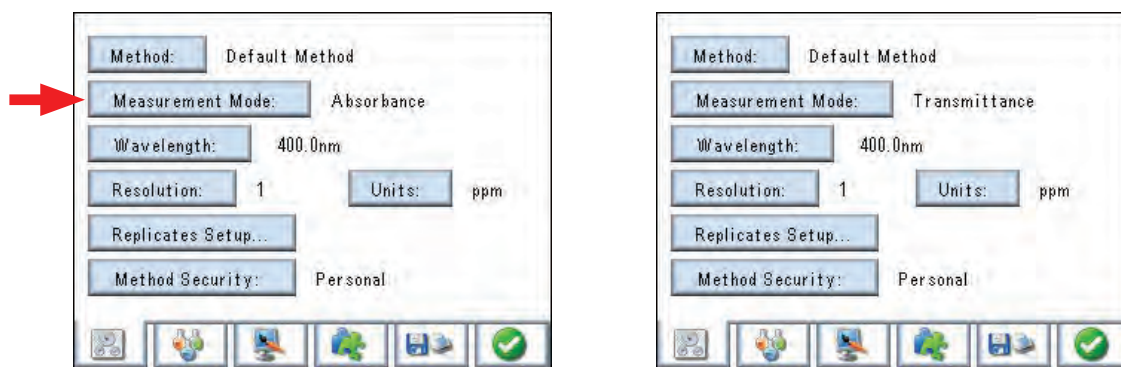 Method: Default Method
Measurement Mode: Absorbance
Wavelength: 400.0nm
Resolution: 1 Units: ppm
Replicates Setup...
Method Security: Personal
Method: Default Method
Measurement Mode: Transmittance
Wavelength: 400.0nm
Resolution: 1 Units: ppm
Replicates Setup...
Method Security: Personal